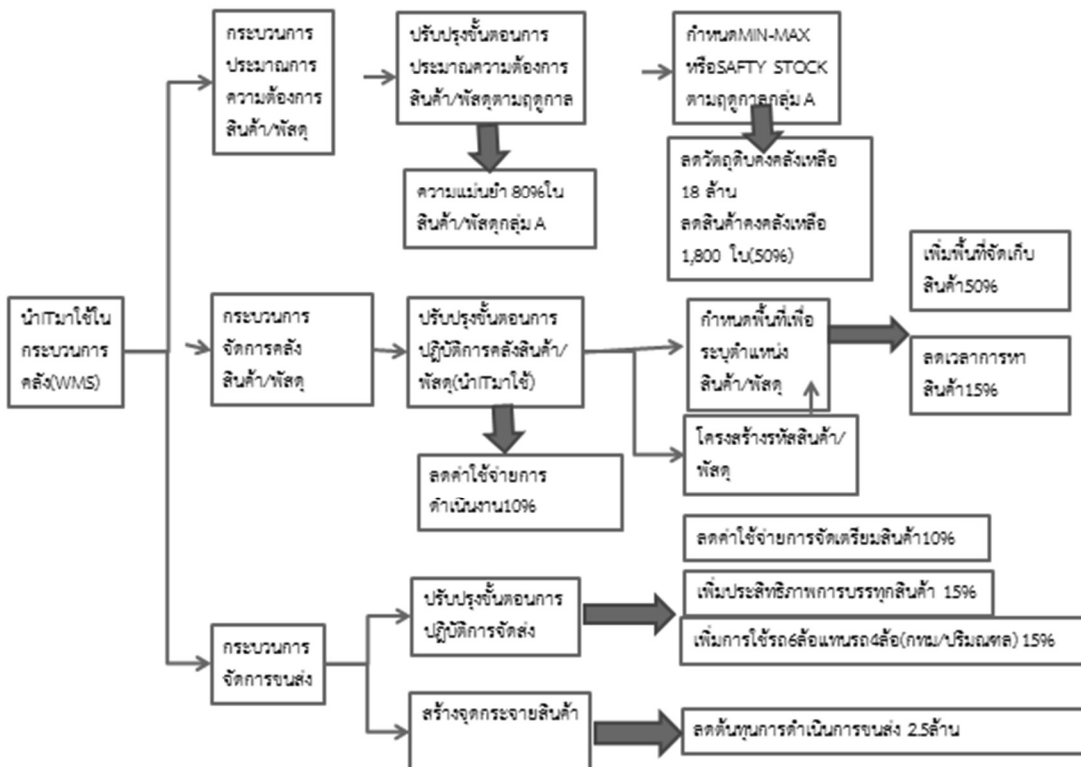 กระบวนการ
ประมาณการ
ความต้องการ
สินค้า/พัสดุ
ปรับปรุงขั้นตอนการ
ประมาณความต้องการ
สินค้า/พัสดุตามฤดูกาล
กำหนดMIN-MAX
หรือSAFTY STOCK
ตามฤดูกาลกลุ่ม A
ความแม่นยำ 80%ใน
สินค้า/พัสดุกลุ่ม A
ลดวัตถุดิบคงคลังเหลือ
18 ล้าน
ลดสินค้าคงคลังเหลือ
1,800 ใบ(50%)
นำITมาใช้ใน
กระบวนการ
คลัง(WMS)
กระบวนการ
จัดการคลัง
สินค้า/พัสดุ
ปรับปรุงขั้นตอนการ
ปฏิบัติการคลังสินค้า/
พัสดุ(นำITมาใช้)
กำหนดพื้นที่เพื่อ
ระบุตำแหน่ง
สินค้า/พัสดุ
เพิ่มพื้นที่จัดเก็บ
สินค้า50%
ลดเวลาการหา
สินค้า15%
โครงสร้างรหัสสินค้า/
พัสดุ
ลดค่าใช้จ่ายการ
ดำเนินงาน10%
กระบวนการ
จัดการขนส่ง
ปรับปรุงขั้นตอนการ
ปฏิบัติการจัดส่ง
ลดค่าใช้จ่ายการจัดเตรียมสินค้า10%
เพิ่มประสิทธิภาพการบรรทุกสินค้า 15%
เพิ่มการใช้รถ6ล้อแทนรถ4ล้อ(กทม/ปริมณฑล) 15%
สร้างจุดกระจายสินค้า
ลดต้นทุนการดำเนินการขนส่ง 2.5ล้าน